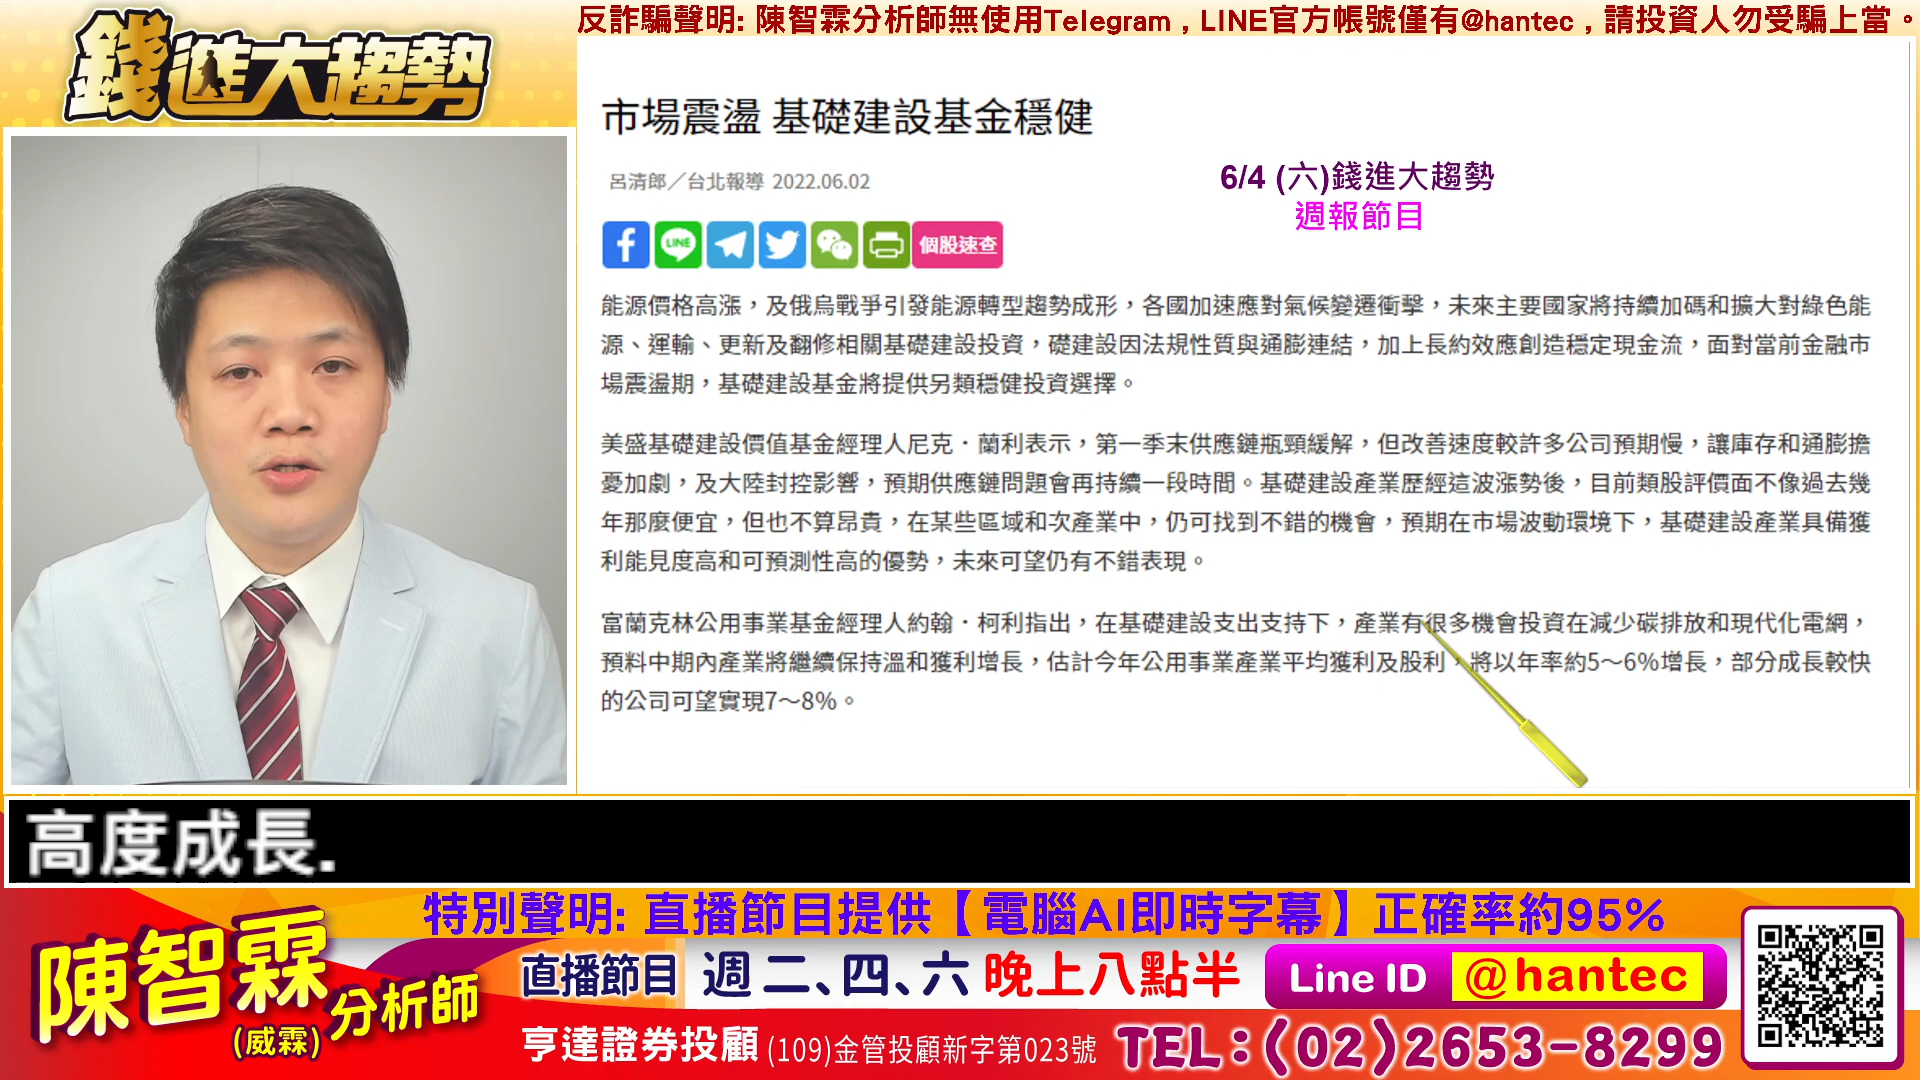 反詐騙聲明: 陳智霖分析師無使用Telegram , LINE官方帳號僅有@hantec , 請投資人勿受騙上當。
錢進大趨勢
市場震盪 基礎建設基金穩健
呂清郎／台北報導 2022.06.02
6/4 (六)錢進大趨勢
週報節目
LINE
個股速查
能源價格高漲，及俄烏戰爭引發能源轉型趨勢成形，各國加速應對氣候變遷衝擊，未來主要國家將持續加碼和擴大對綠色能
源、運輸、更新及翻修相關基礎建設投資，礎建設因法規性質與通膨連結，加上長約效應創造穩定現金流，面對當前金融市
場震盪期，基礎建設基金將提供另類穩健投資選擇。
美盛基礎建設價值基金經理人尼克．蘭利表示，第一季末供應鏈瓶頸緩解，但改善速度較許多公司預期慢，讓庫存和通膨擔
憂加劇，及大陸封控影響，預期供應鏈問題會再持續一段時間。基礎建設產業歷經這波漲勢後，目前類股評價面不像過去幾
年那麼便宜，但也不算昂貴，在某些區域和次產業中，仍可找到不錯的機會，預期在市場波動環境下，基礎建設產業具備獲
利能見度高和可預測性高的優勢，未來可望仍有不錯表現。
富蘭克林公用事業基金經理人約翰．柯利指出，在基礎建設支出支持下，產業有很多機會投資在減少碳排放和現代化電網，
預料中期內產業將繼續保持溫和獲利增長，估計今年公用事業產業平均獲利及股利，將以年率約5～6%增長，部分成長較快
的公司可望實現7～8%。
高度成長.
特別聲明: 直播節目提供【電腦AI即時字幕】正確率約95%
陳智霖分析師
(威霖)
直播節目 週二、四、六 晚上八點半
Line ID @hantec
亨達證券投顧 (109)金管投顧新字第023號 TEL:(02)2653-8299